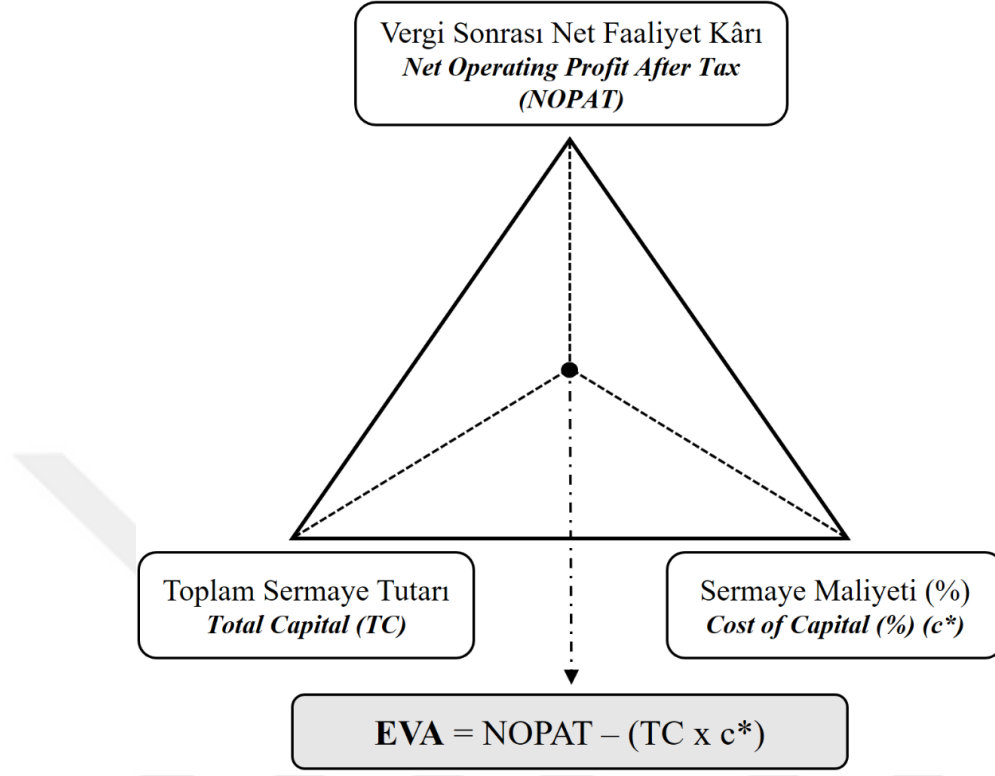 Vergi Sonrası Net Faaliyet Kârı
Net Operating Profit After Tax
(NOPAT)
Toplam Sermaye Tutarı
Total Capital (TC)
Sermaye Maliyeti (%)
Cost of Capital (%) (c*)
EVA = NOPAT – (TC x c*)